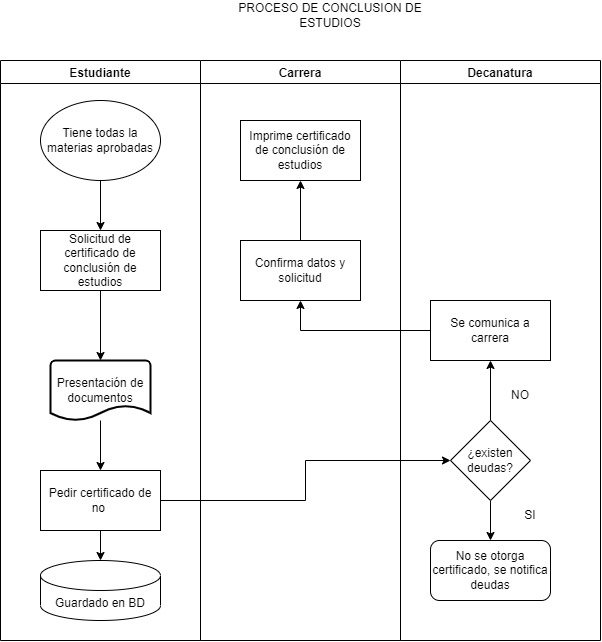 PROCESO DE CONCLUSION DE
ESTUDIOS
Estudiante
Carrera
Decanatura
Tiene todas la
materias aprobadas
Solicitud de
certificado de
conclusión de
estudios
Presentación de
documentos
Pedir certificado de
no
Guardado en BD
Imprime certificado
de conclusión de
estudios
Confirma datos y
solicitud
Se comunica a
carrera
NO
¿existen
deudas?
SI
No se otorga
certificado, se notifica
deudas